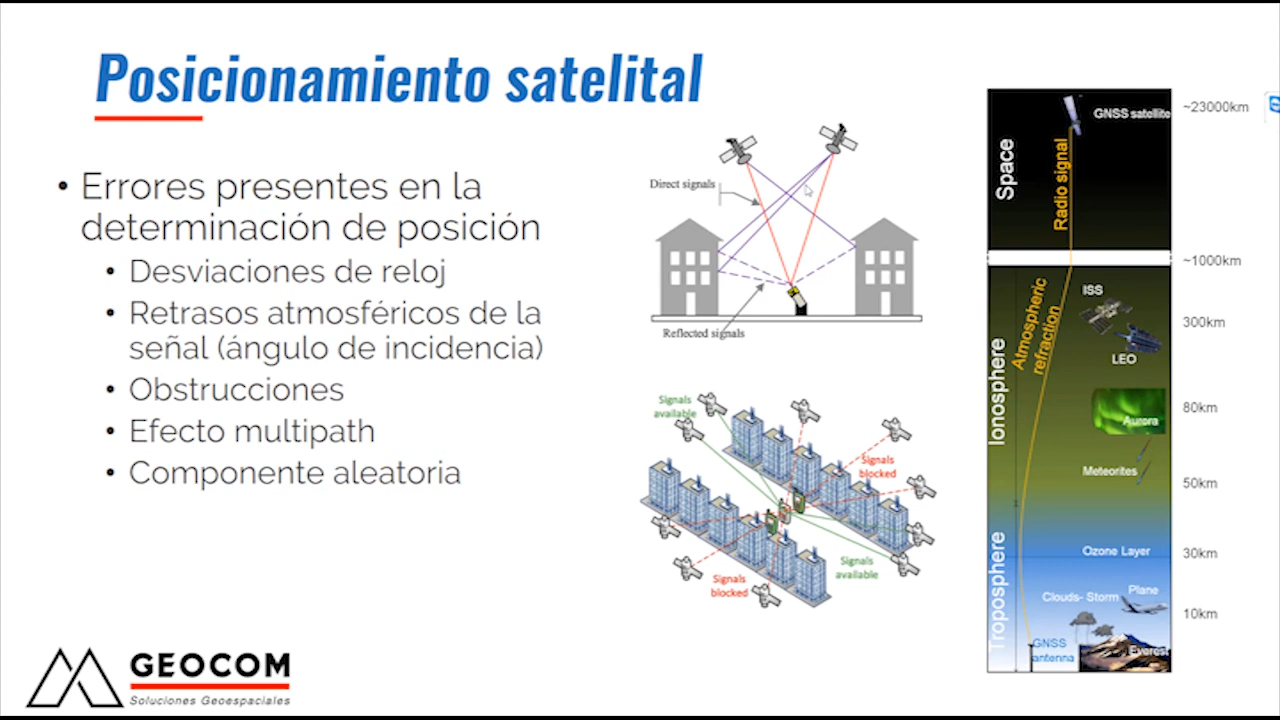 Posicionamiento satelital
• Errores presentes en la
determinación de posición
• Desviaciones de reloj
• Retrasos atmosféricos de la
señal (ángulo de incidencia)
• Obstrucciones
• Efecto multipath
• Componente aleatoria
Direct signals
Reflected signals
Signals
available
Signals
blocked
Signals
blocked
Signals
available
Space
Radio signal
GNSS satellite
~23000km
~1000km
Ionosphere
Atmospheric
refraction
ISS
300km
LEO
80km
Aurora
Meteorites
50km
Troposphere
Ozone Layer
30km
Plane
Clouds- Storm
10km
GNSS
antenna
Everest
GEOCOM
Soluciones Geoespaciales